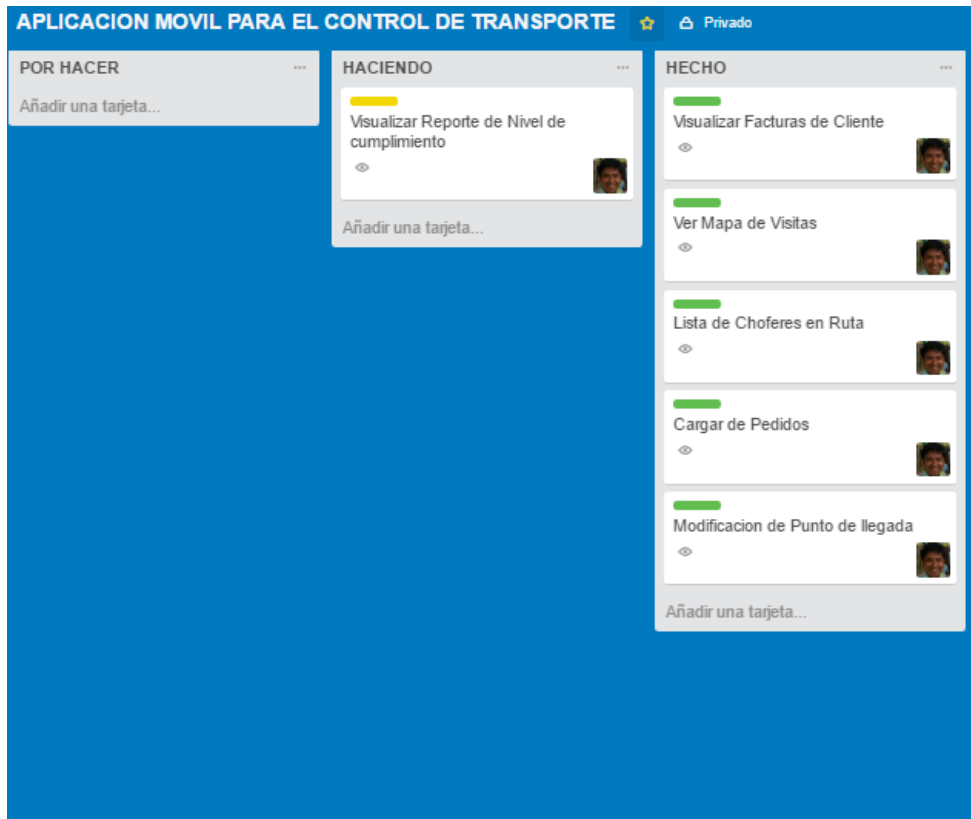 APLICACION MOVIL PARA EL CONTROL DE TRANSPORTE Privado
POR HACER
Añadir una tarjeta...
HACIENDO
Visualizar Reporte de Nivel de
cumplimiento
Añadir una tarjeta...
HECHO
Visualizar Facturas de Cliente
Ver Mapa de Visitas
Lista de Choferes en Ruta
Cargar de Pedidos
Modificacion de Punto de llegada
Añadir una tarjeta...